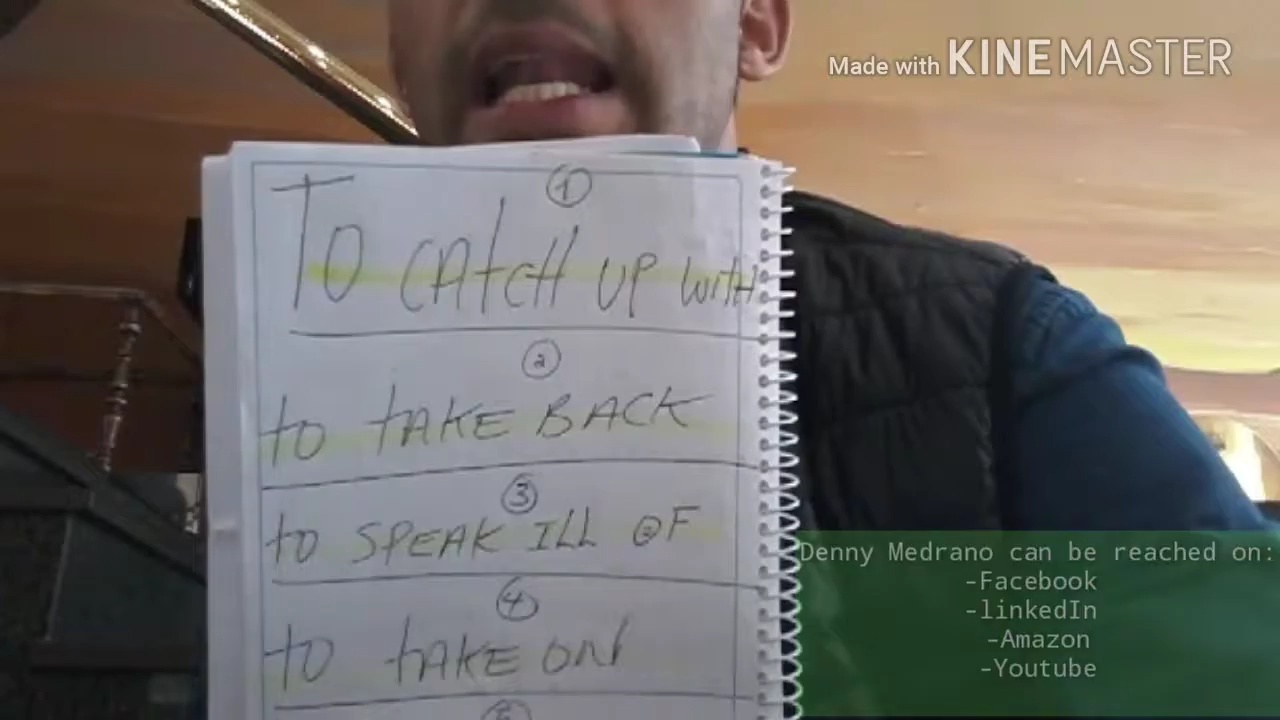 Made with KINEMASTER
1
To CAtCH UP WitH
2
to tAKE BACK
3
to SPEAK ILL OF
4
to tAKE ON
5
Denny Medrano can be reached on:
-Facebook
-linkedIn
-Amazon
-Youtube